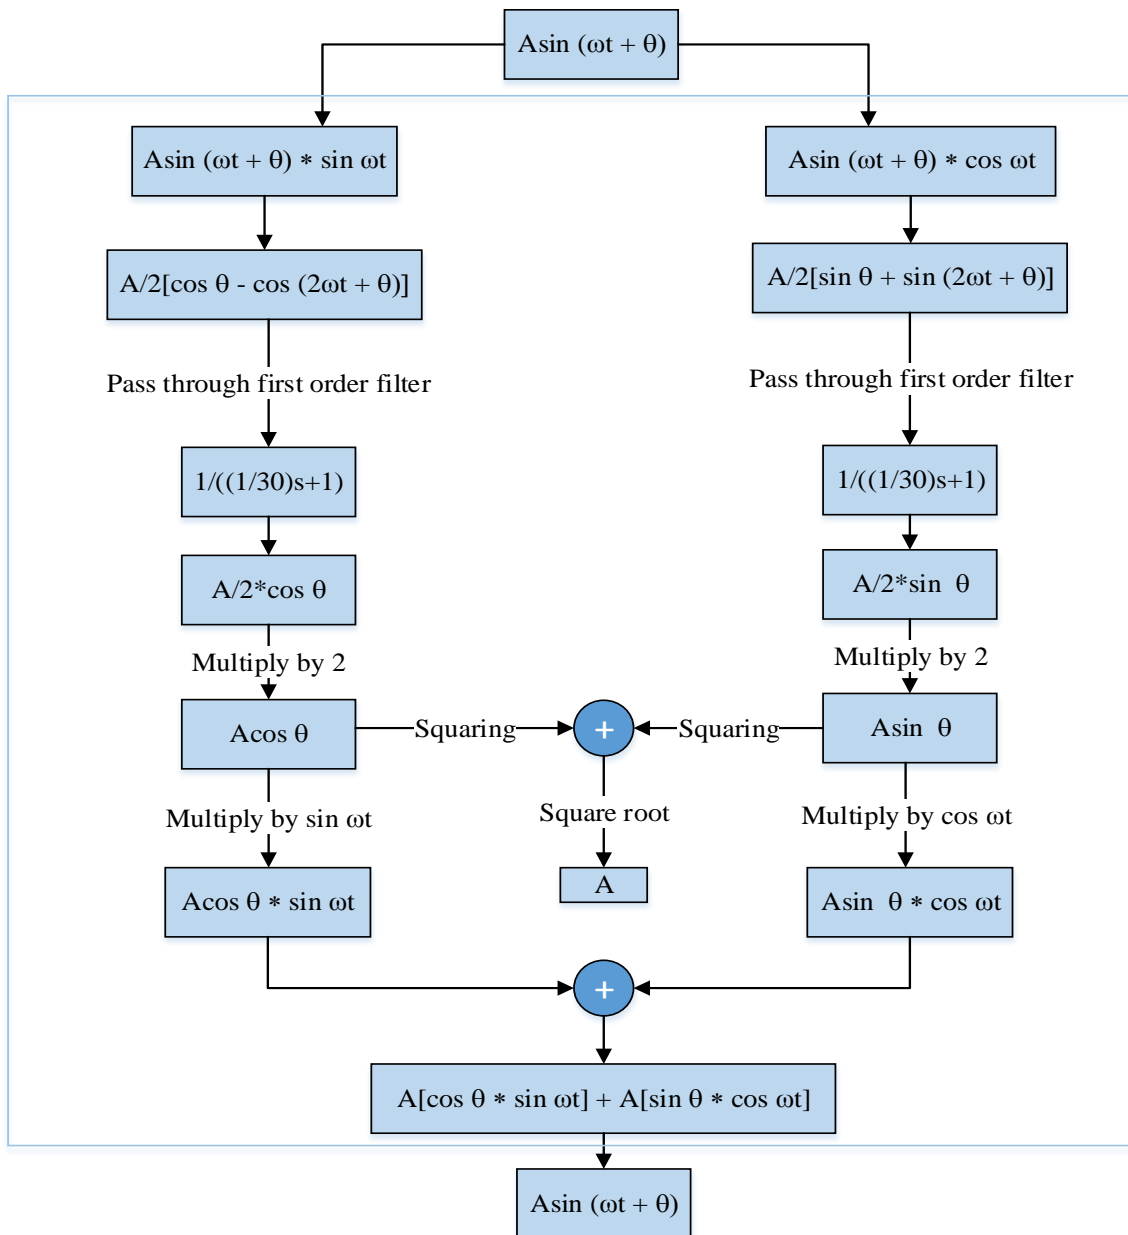 Asin (ωt + θ)
Asin (ωt + θ) * sin ωt
Asin (ωt + θ) * cos ωt
A/2[cos θ - cos (2ωt + θ)]
A/2[sin θ + sin (2ωt + θ)]
Pass through first order filter
Pass through first order filter
1/((1/30)s+1)
1/((1/30)s+1)
A/2*cos θ
A/2*sin θ
Multiply by 2
Multiply by 2
Acos θ
Squaring
+
Squaring
Asin θ
Multiply by sin ωt
Square root
Multiply by cos ωt
Acos θ * sin ωt
A
Asin θ * cos ωt
+
A[cos θ * sin ωt] + A[sin θ * cos ωt]
Asin (ωt + θ)